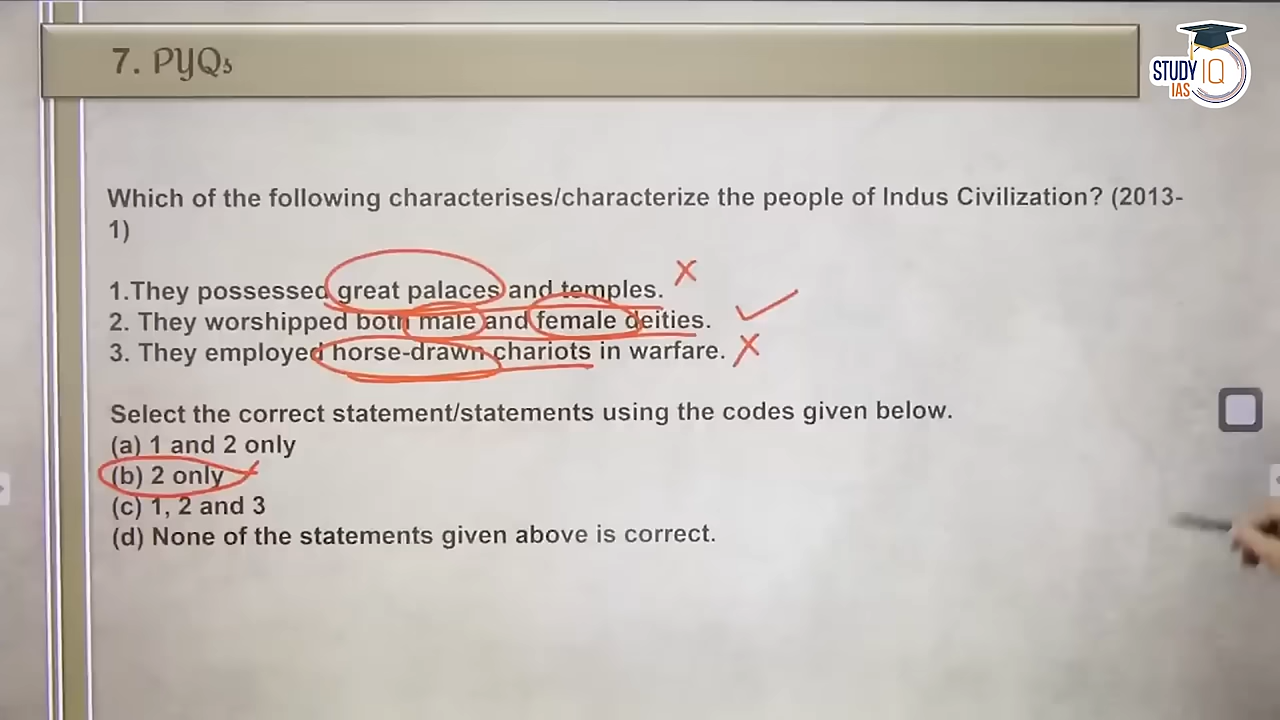 7. PYQs
STUDY IQ
IAS
Which of the following characterises/characterize the people of Indus Civilization? (2013-
1)
1.They possessed great palaces and temples.
2. They worshipped both male and female deities.
3. They employed horse-drawn chariots in warfare.
Select the correct statement/statements using the codes given below.
(a) 1 and 2 only
(b) 2 only
(c) 1, 2 and 3
(d) None of the statements given above is correct.